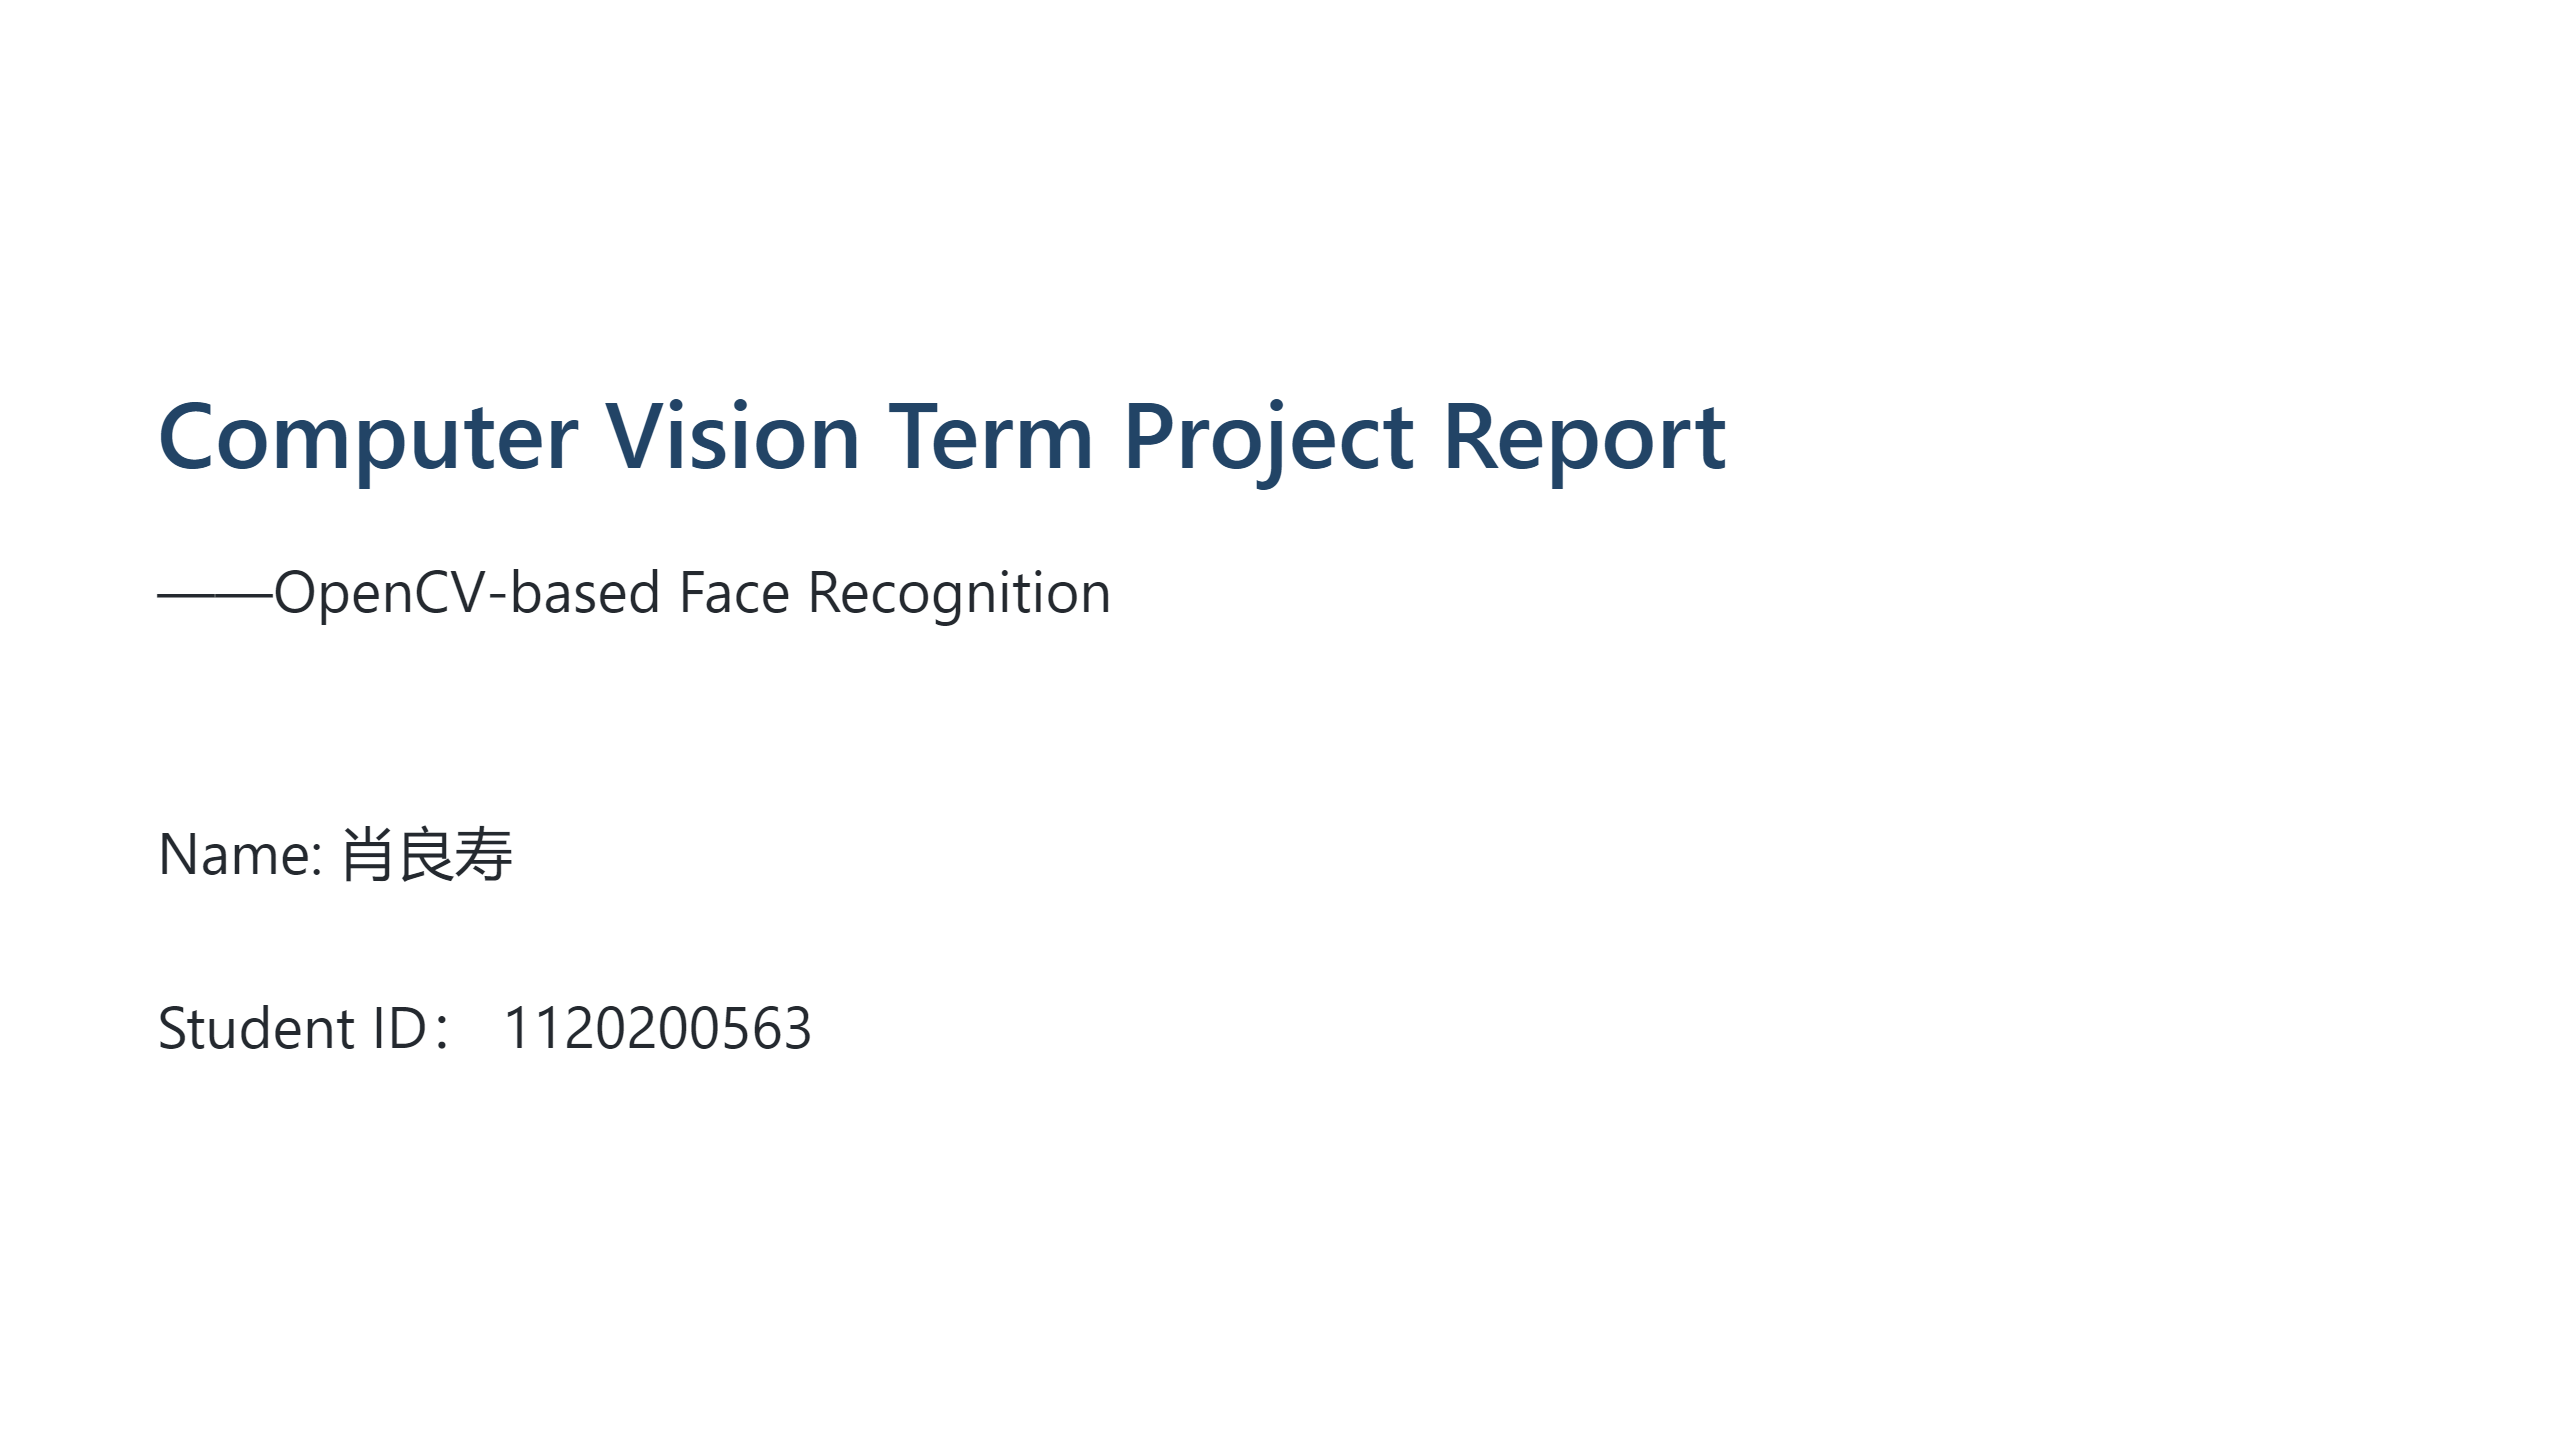 Computer Vision Term Project Report
——OpenCV-based Face Recognition
Name: 肖良寿
Student ID： 1120200563